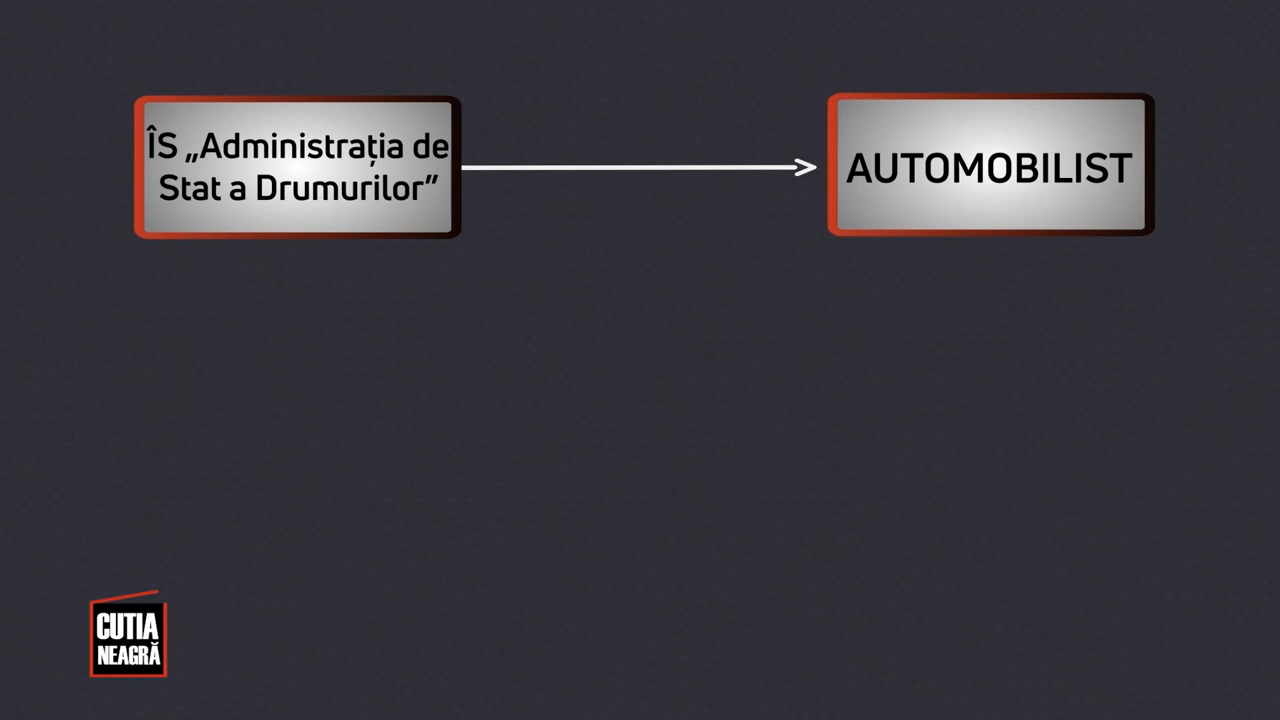 ÎS „Administrația de
Stat a Drumurilor”
AUTOMOBILIST
CUTIA
NEAGRĂ